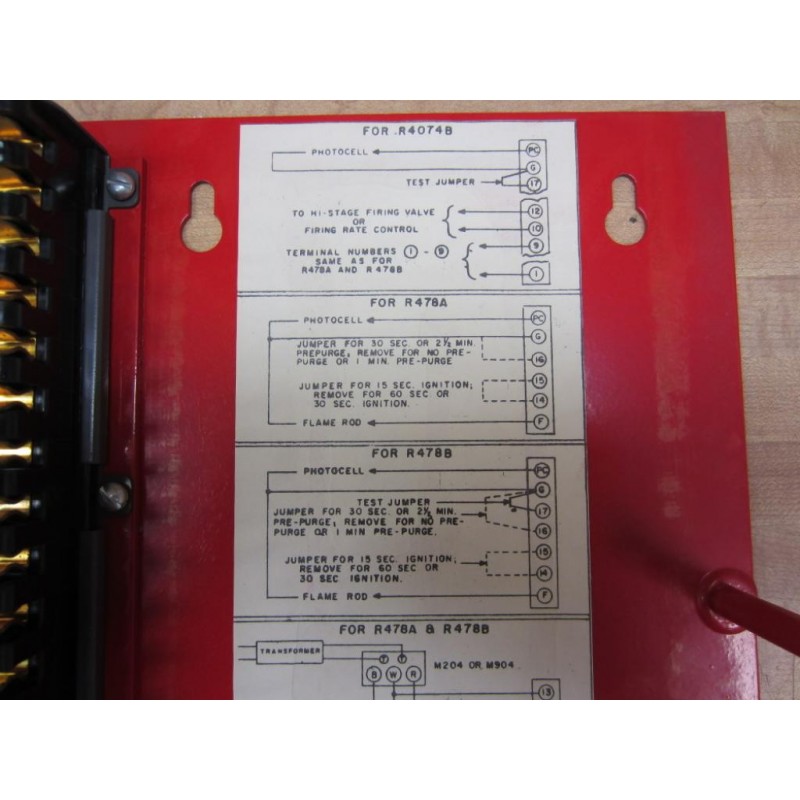 FOR R4074B
PHOTOCELL
PC
G
TEST JUMPER
17
TO HI-STAGE FIRING VALVE
OR
FIRING RATE CONTROL
12
10
9
TERMINAL NUMBERS 1 - 9
SAME AS FOR
R478A AND R478B
1
FOR R478A
PHOTOCELL
PC
G
JUMPER FOR 30 SEC. OR 2½ MIN.
PREPURGE; REMOVE FOR NO PRE-
PURGE OR 1 MIN. PRE-PURGE
16
JUMPER FOR 15 SEC. IGNITION;
REMOVE FOR 60 SEC OR
30 SEC. IGNITION.
15
14
FLAME ROD
F
FOR R478B
PHOTOCELL
PC
G
TEST JUMPER
17
JUMPER FOR 30 SEC. OR 2½ MIN.
PRE-PURGE; REMOVE FOR NO PRE-
PURGE OR 1 MIN PRE-PURGE.
16
JUMPER FOR 15 SEC. IGNITION;
REMOVE FOR 60 SEC OR
30 SEC IGNITION.
15
14
FLAME ROD
F
FOR R478A & R478B
TRANSFORMER
T T
M204 OR M904
B W R
13